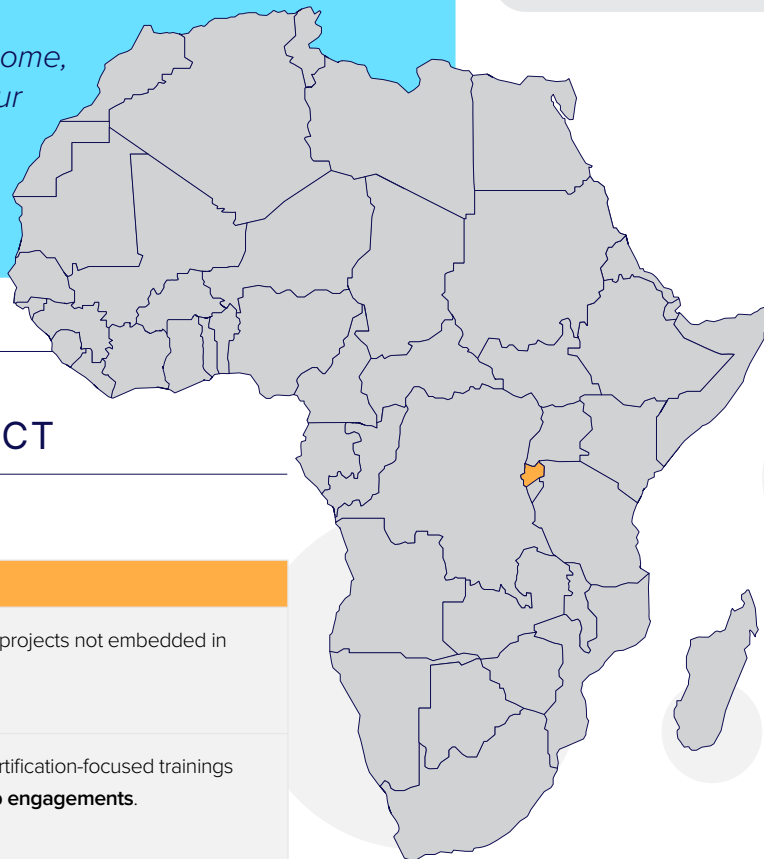 ome,
ur
CT
projects not embedded in
rtification-focused trainings
o engagements.